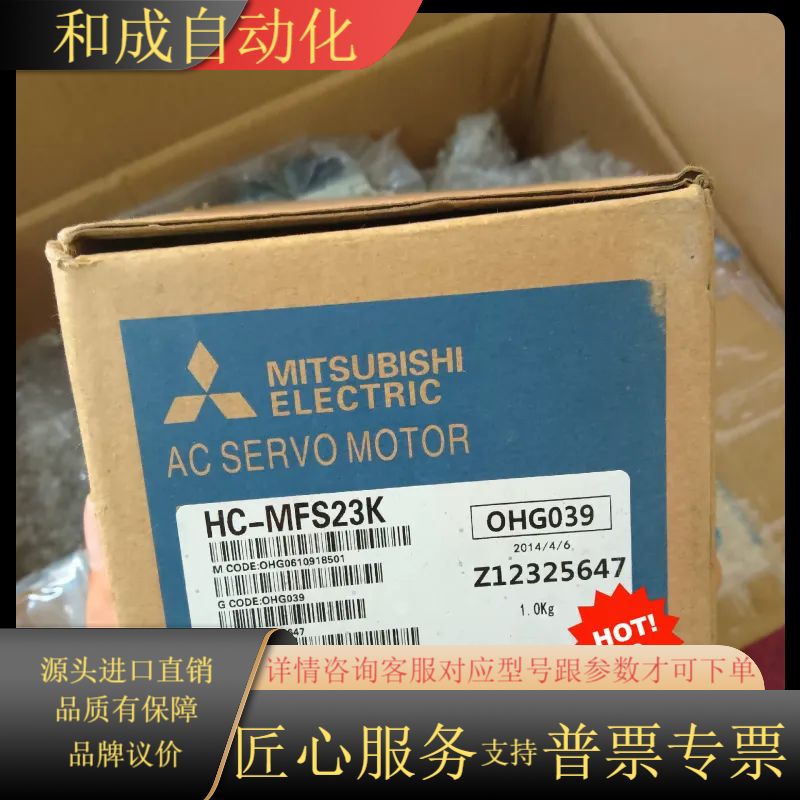 和成自动化
MITSUBISHI
ELECTRIC
AC SERVO MOTOR
HC-MFS23K
OHG039
2014/4/6
M CODE:OHG0610918501
Z12325647
G CODE:OHG039
1.0Kg
647
HOT!
源头进口直销
品质有保障
品牌议价
详情咨询客服对应型号跟参数才可下单
匠心服务支持普票专票